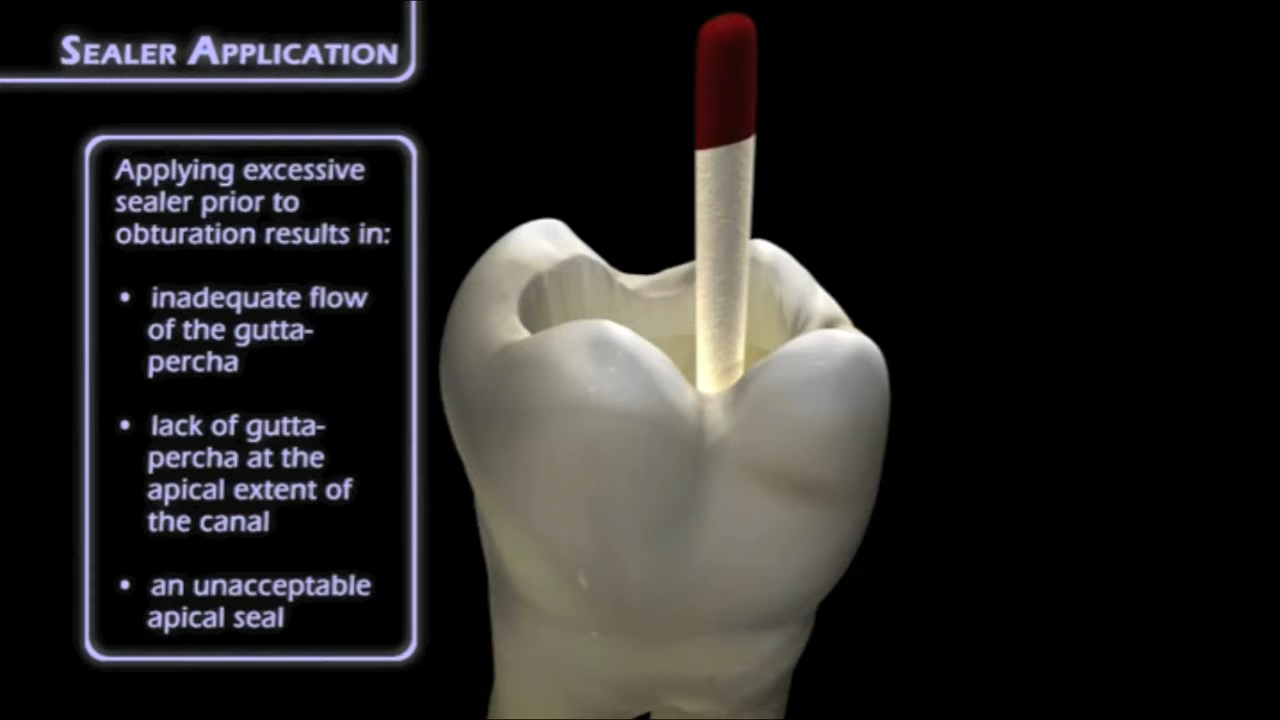 SEALER APPLICATION
Applying excessive
sealer prior to
obturation results in:
• inadequate flow
of the gutta-
percha
• lack of gutta-
percha at the
apical extent of
the canal
• an unacceptable
apical seal